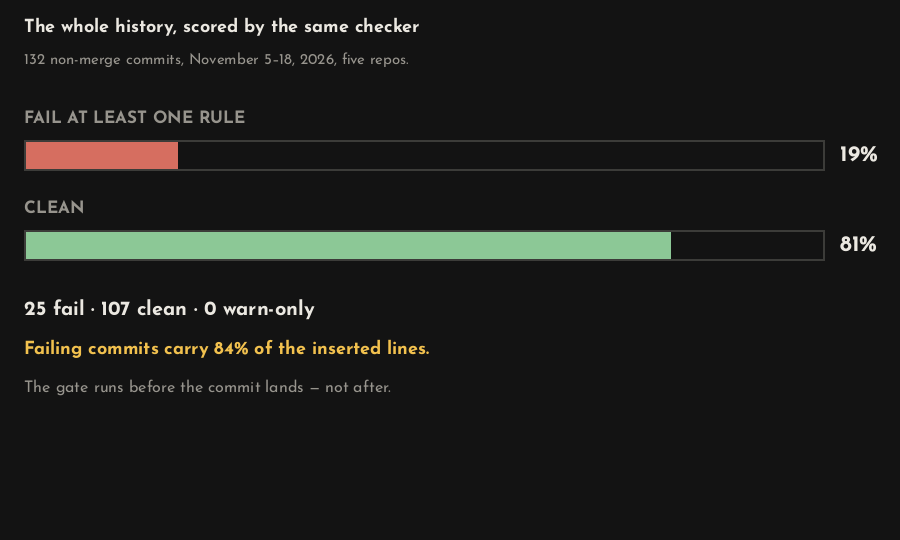 The whole history, scored by the same checker
132 non-merge commits, November 5–18, 2026, five repos.
FAIL AT LEAST ONE RULE
19%
CLEAN
81%
25 fail · 107 clean · 0 warn-only
Failing commits carry 84% of the inserted lines.
The gate runs before the commit lands — not after.